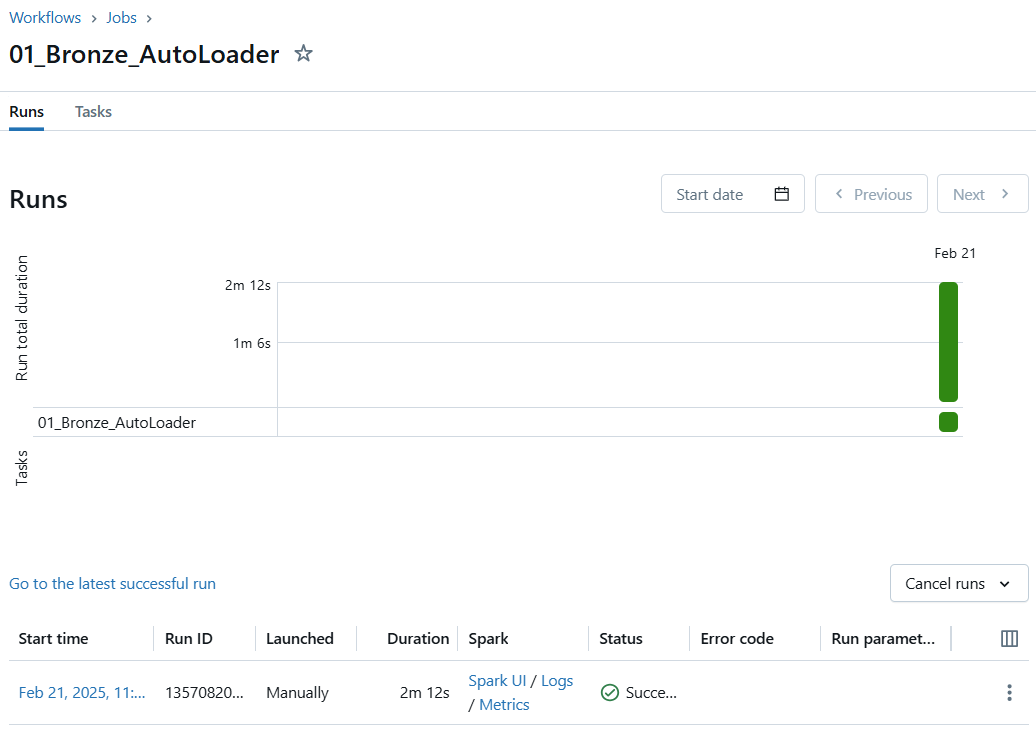 Workflows › Jobs ›
01_Bronze_AutoLoader
Runs Tasks
Runs
Start date Previous Next
Feb 21
Run total duration
2m 12s
1m 6s
01_Bronze_AutoLoader
Tasks
Go to the latest successful run
Cancel runs
Start time Run ID Launched Duration Spark Status Error code Run paramet...
Feb 21, 2025, 11:... 13570820... Manually 2m 12s Spark UI / Logs Succe...
/ Metrics